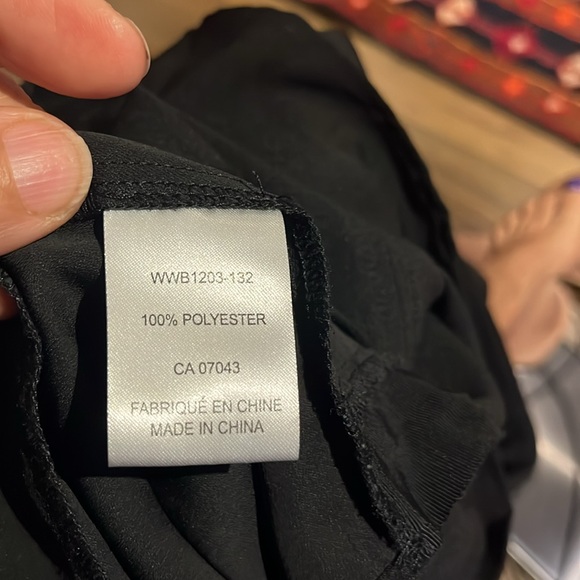 WWB1203-132
100% POLYESTER
CA 07043
FABRIQUÉ EN CHINE
MADE IN CHINA